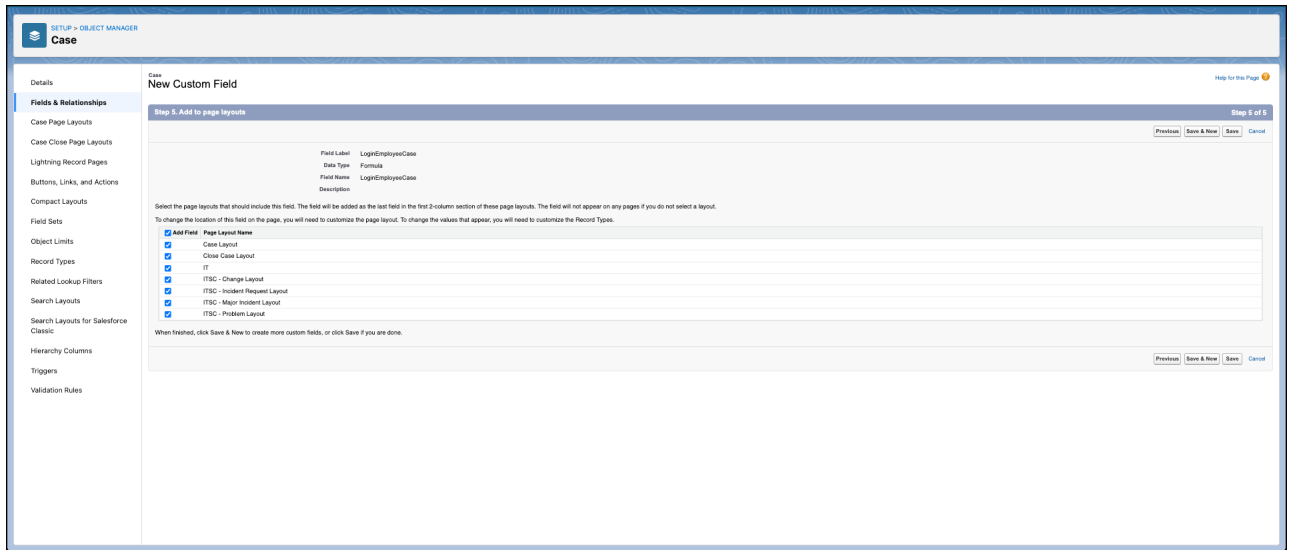 SETUP > OBJECT MANAGER
Case
Details
Fields & Relationships
Case Page Layouts
Case Close Page Layouts
Lightning Record Pages
Buttons, Links, and Actions
Compact Layouts
Field Sets
Object Limits
Record Types
Related Lookup Filters
Search Layouts
Search Layouts for Salesforce
Classic
Hierarchy Columns
Triggers
Validation Rules
Case
New Custom Field
Help for this Page
Step 5. Add to page layouts Step 5 of 5
Previous Save & New Save Cancel
Field Label LoginEmployeeCase
Data Type Formula
Field Name LoginEmployeeCase
Description
Select the page layouts that should include this field. The field will be added as the last field in the first 2-column section of these page layouts. The field will not appear on any pages if you do not select a layout.
To change the location of this field on the page, you will need to customize the page layout. To change the values that appear, you will need to customize the Record Types.
Add Field Page Layout Name
Case Layout
Close Case Layout
IT
ITSC - Change Layout
ITSC - Incident Request Layout
ITSC - Major Incident Layout
ITSC - Problem Layout
When finished, click Save & New to create more custom fields, or click Save if you are done.
Previous Save & New Save Cancel